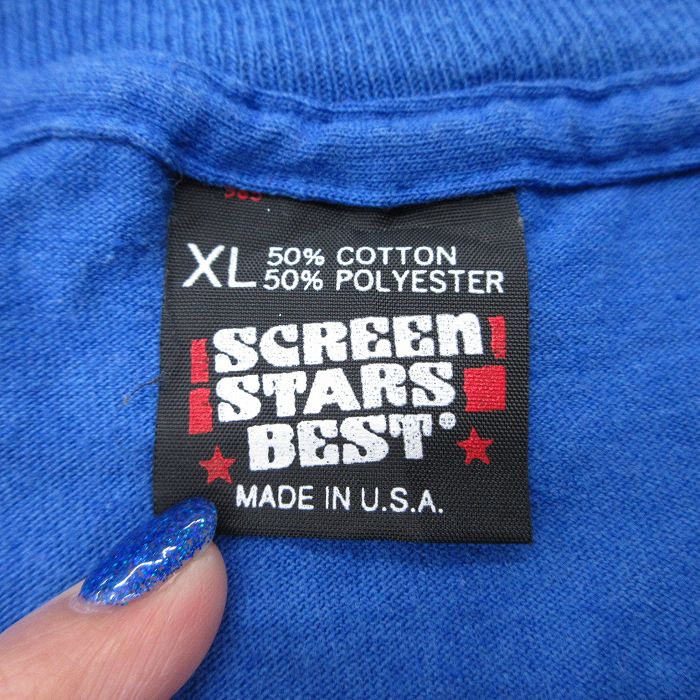 XL 50% COTTON
50% POLYESTER
SCREEN
STARS
BEST®
MADE IN U.S.A.